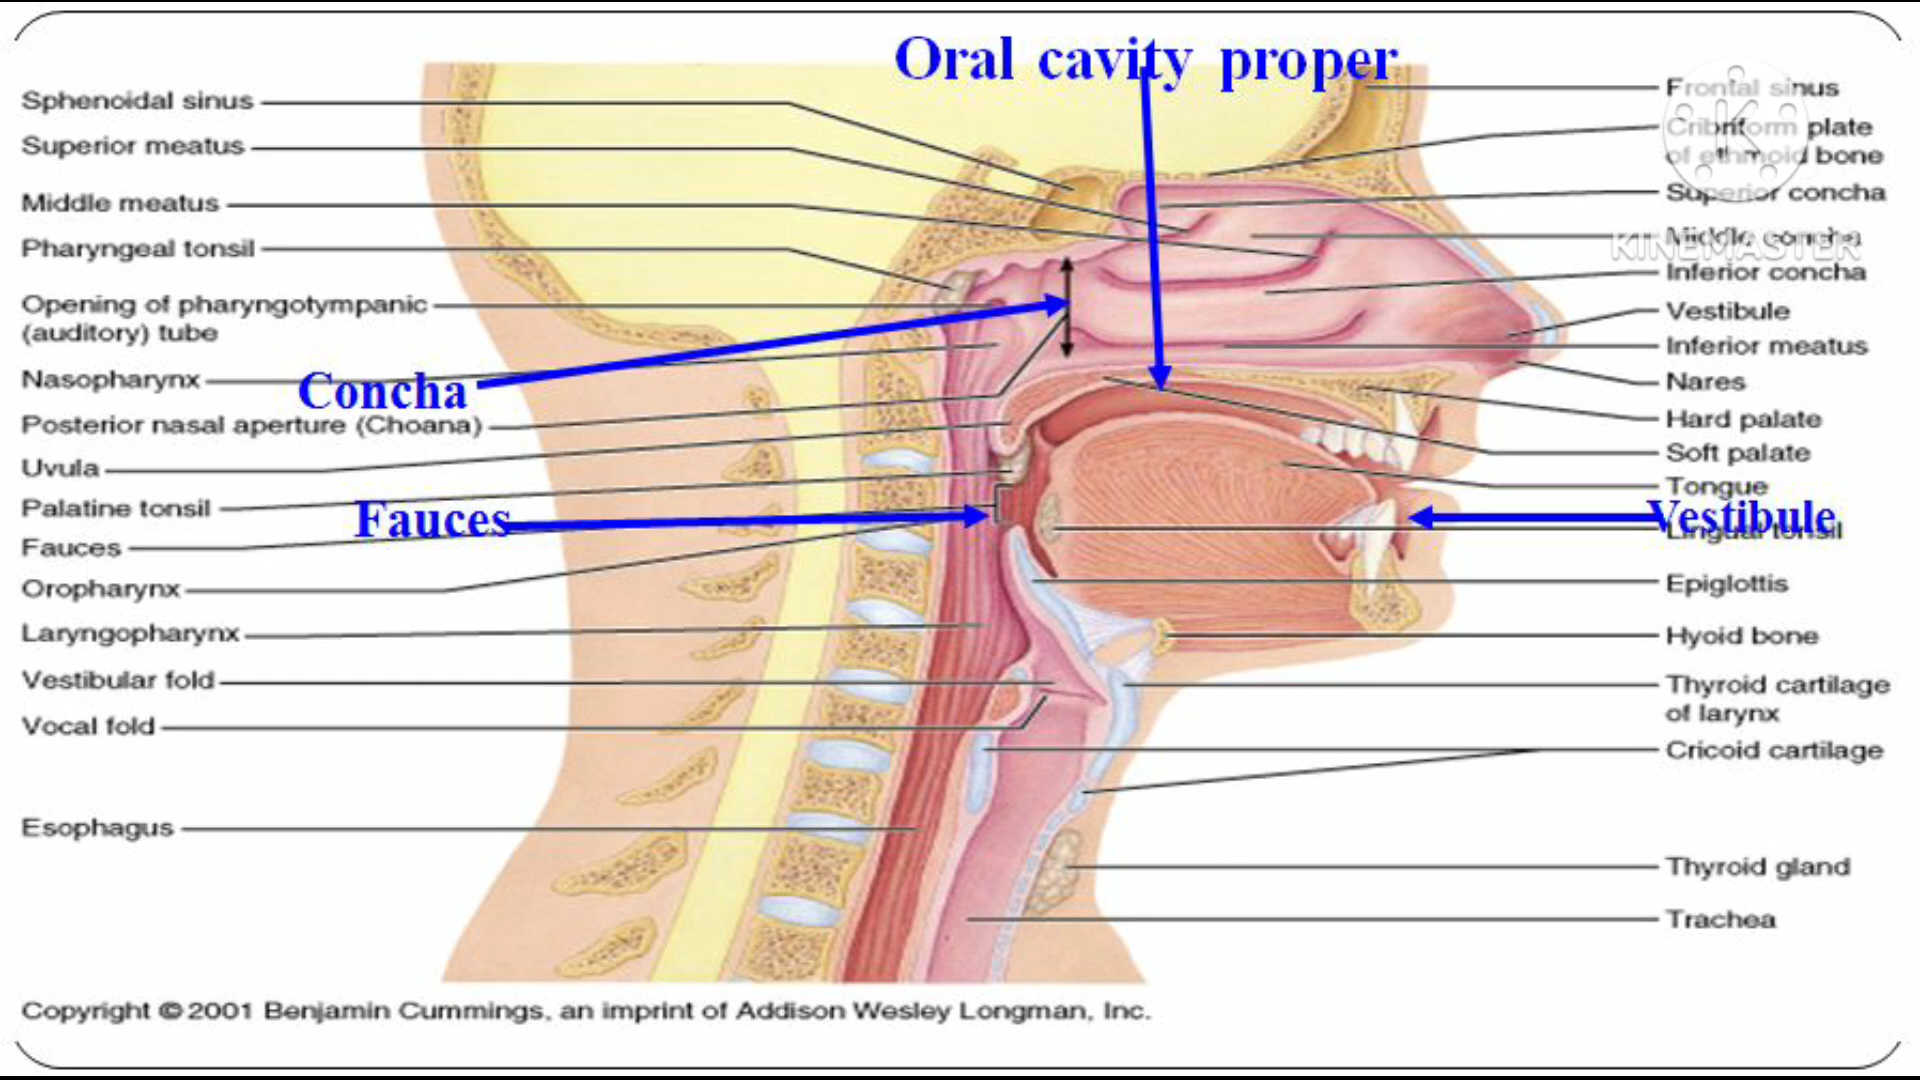 Oral cavity proper
Sphenoidal sinus
Superior meatus
Middle meatus
Pharyngeal tonsil
Opening of pharyngotympanic
(auditory) tube
Nasopharynx
Concha
Posterior nasal aperture (Choana)
Uvula
Palatine tonsil
Fauces
Fauces
Oropharynx
Laryngopharynx
Vestibular fold
Vocal fold
Esophagus
Frontal sinus
Cribriform plate
of ethmoid bone
Superior concha
Middle concha
KINEMASTER
Inferior concha
Vestibule
Inferior meatus
Nares
Hard palate
Soft palate
Tongue
Vestibule
Lingual tonsil
Epiglottis
Hyoid bone
Thyroid cartilage
of larynx
Cricoid cartilage
Thyroid gland
Trachea
Copyright © 2001 Benjamin Cummings, an imprint of Addison Wesley Longman, Inc.